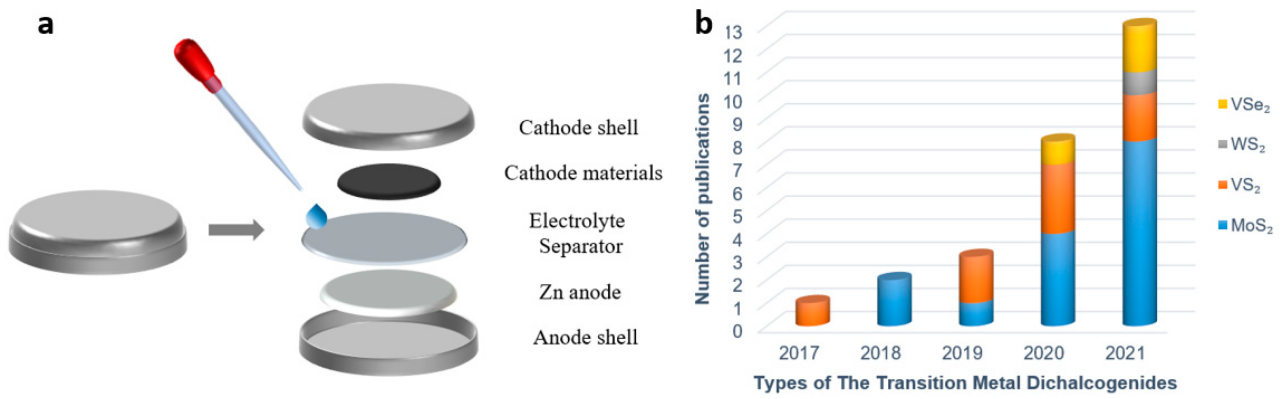 a
Cathode shell
Cathode materials
Electrolyte
Separator
Zn anode
Anode shell
b
Number of publications
13
12
11
10
9
8
7
6
5
4
3
2
1
0
2017 2018 2019 2020 2021
Types of The Transition Metal Dichalcogenides
VSe₂
WS₂
VS₂
MoS₂